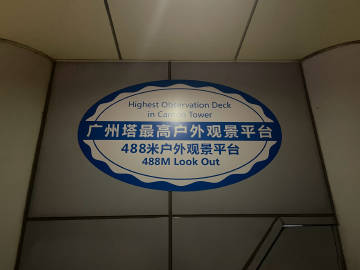 Highest Observation Deck
in Canton Tower
广州塔最高户外观景平台
488米户外观景平台
488M Look Out